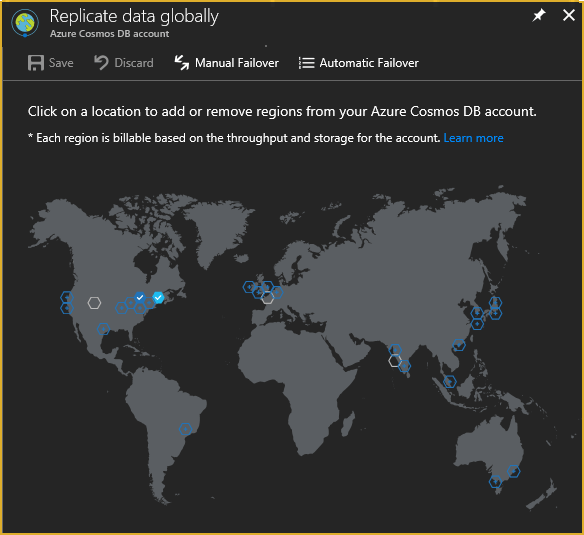 Replicate data globally
Azure Cosmos DB account
Save Discard Manual Failover Automatic Failover
Click on a location to add or remove regions from your Azure Cosmos DB account.
* Each region is billable based on the throughput and storage for the account. Learn more